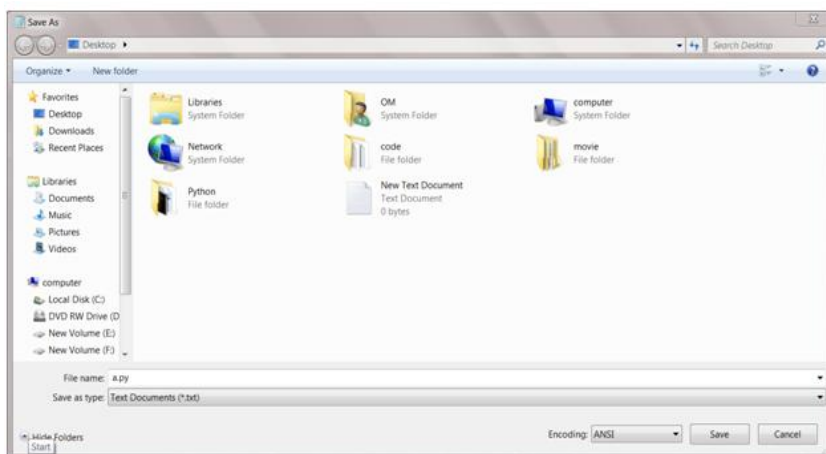 Save As
Desktop
Search Desktop
Organize
New folder
Favorites
Desktop
Downloads
Recent Places
Libraries
Documents
Music
Pictures
Videos
computer
Local Disk (C:)
DVD RW Drive (D
New Volume (E:)
New Volume (F:)
Libraries
System Folder
OM
System Folder
computer
System Folder
Network
System Folder
code
File folder
movie
File folder
Python
File folder
New Text Document
Text Document
0 bytes
File name: a.py
Save as type: Text Documents (*.txt)
Hide Folders
Start
Encoding: ANSI
Save
Cancel